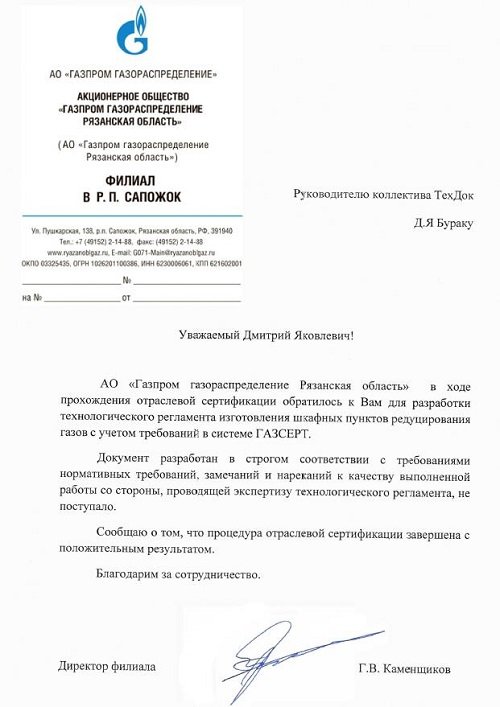 АО «ГАЗПРОМ ГАЗОРАСПРЕДЕЛЕНИЕ»
АКЦИОНЕРНОЕ ОБЩЕСТВО
«ГАЗПРОМ ГАЗОРАСПРЕДЕЛЕНИЕ
РЯЗАНСКАЯ ОБЛАСТЬ»
(АО «Газпром газораспределение
Рязанская область»)
ФИЛИАЛ
В Р. П. САПОЖОК
Ул. Пушкарская, 138, р.п. Сапожок, Рязанская область, РФ, 391940
Тел.: +7 (49152) 2-14-88, факс: (49152) 2-14-88
www.ryazanoblgaz.ru, E-mail: G071-Main@ryazanoblgaz.ru
ОКПО 03325435, ОГРН 1026201100386, ИНН 6230006061, КПП 621602001
№
на № от
Руководителю коллектива ТехДок
Д.Я Бураку
Уважаемый Дмитрий Яковлевич!
АО «Газпром газораспределение Рязанская область» в ходе
прохождения отраслевой сертификации обратилось к Вам для разработки
технологического регламента изготовления шкафных пунктов редуцирования
газов с учетом требований в системе ГАЗСЕРТ.
Документ разработан в строгом соответствии с требованиями
нормативных требований, замечаний и нареканий к качеству выполненной
работы со стороны, проводящей экспертизу технологического регламента, не
поступало.
Сообщаю о том, что процедура отраслевой сертификации завершена с
положительным результатом.
Благодарим за сотрудничество.
Директор филиала
Г.В. Каменщиков